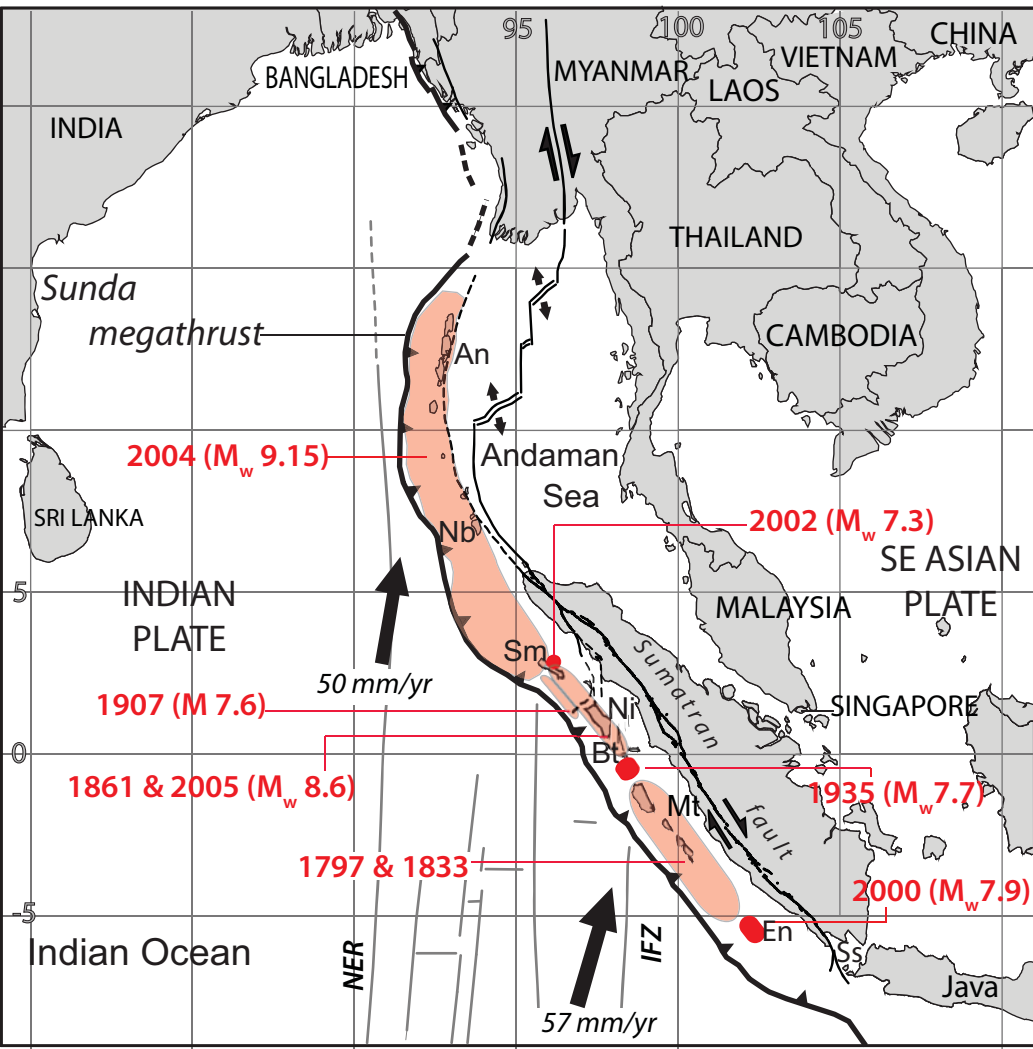 95
100
105
CHINA
BANGLADESH
MYANMAR
VIETNAM
LAOS
INDIA
THAILAND
Sunda
megathrust
CAMBODIA
An
2004 (Mw 9.15)
Andaman
Sea
SRI LANKA
Nb
2002 (Mw 7.3)
SE ASIAN
PLATE
5
INDIAN
PLATE
MALAYSIA
Sm
Sumatran
fault
50 mm/yr
1907 (M 7.6)
Ni
SINGAPORE
0
Bt
1861 & 2005 (Mw 8.6)
1935 (Mw 7.7)
Mt
1797 & 1833
2000 (Mw 7.9)
-5
En
Indian Ocean
NER
IFZ
Ss
Java
57 mm/yr